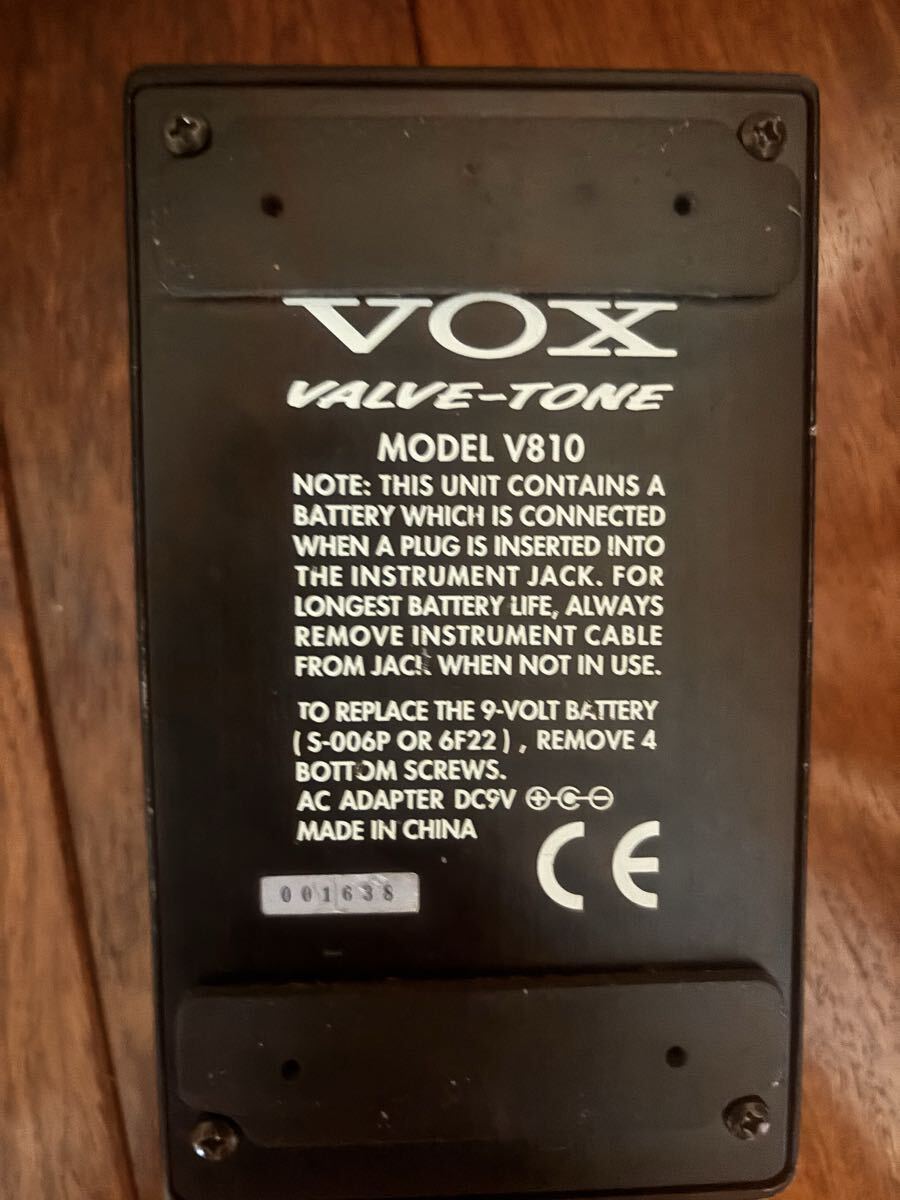 VOX
VALVE-TONE
MODEL V810
NOTE: THIS UNIT CONTAINS A
BATTERY WHICH IS CONNECTED
WHEN A PLUG IS INSERTED INTO
THE INSTRUMENT JACK. FOR
LONGEST BATTERY LIFE, ALWAYS
REMOVE INSTRUMENT CABLE
FROM JACK WHEN NOT IN USE.
TO REPLACE THE 9-VOLT BATTERY
( S-006P OR 6F22 ) , REMOVE 4
BOTTOM SCREWS.
AC ADAPTER DC9V
MADE IN CHINA
CE
001638